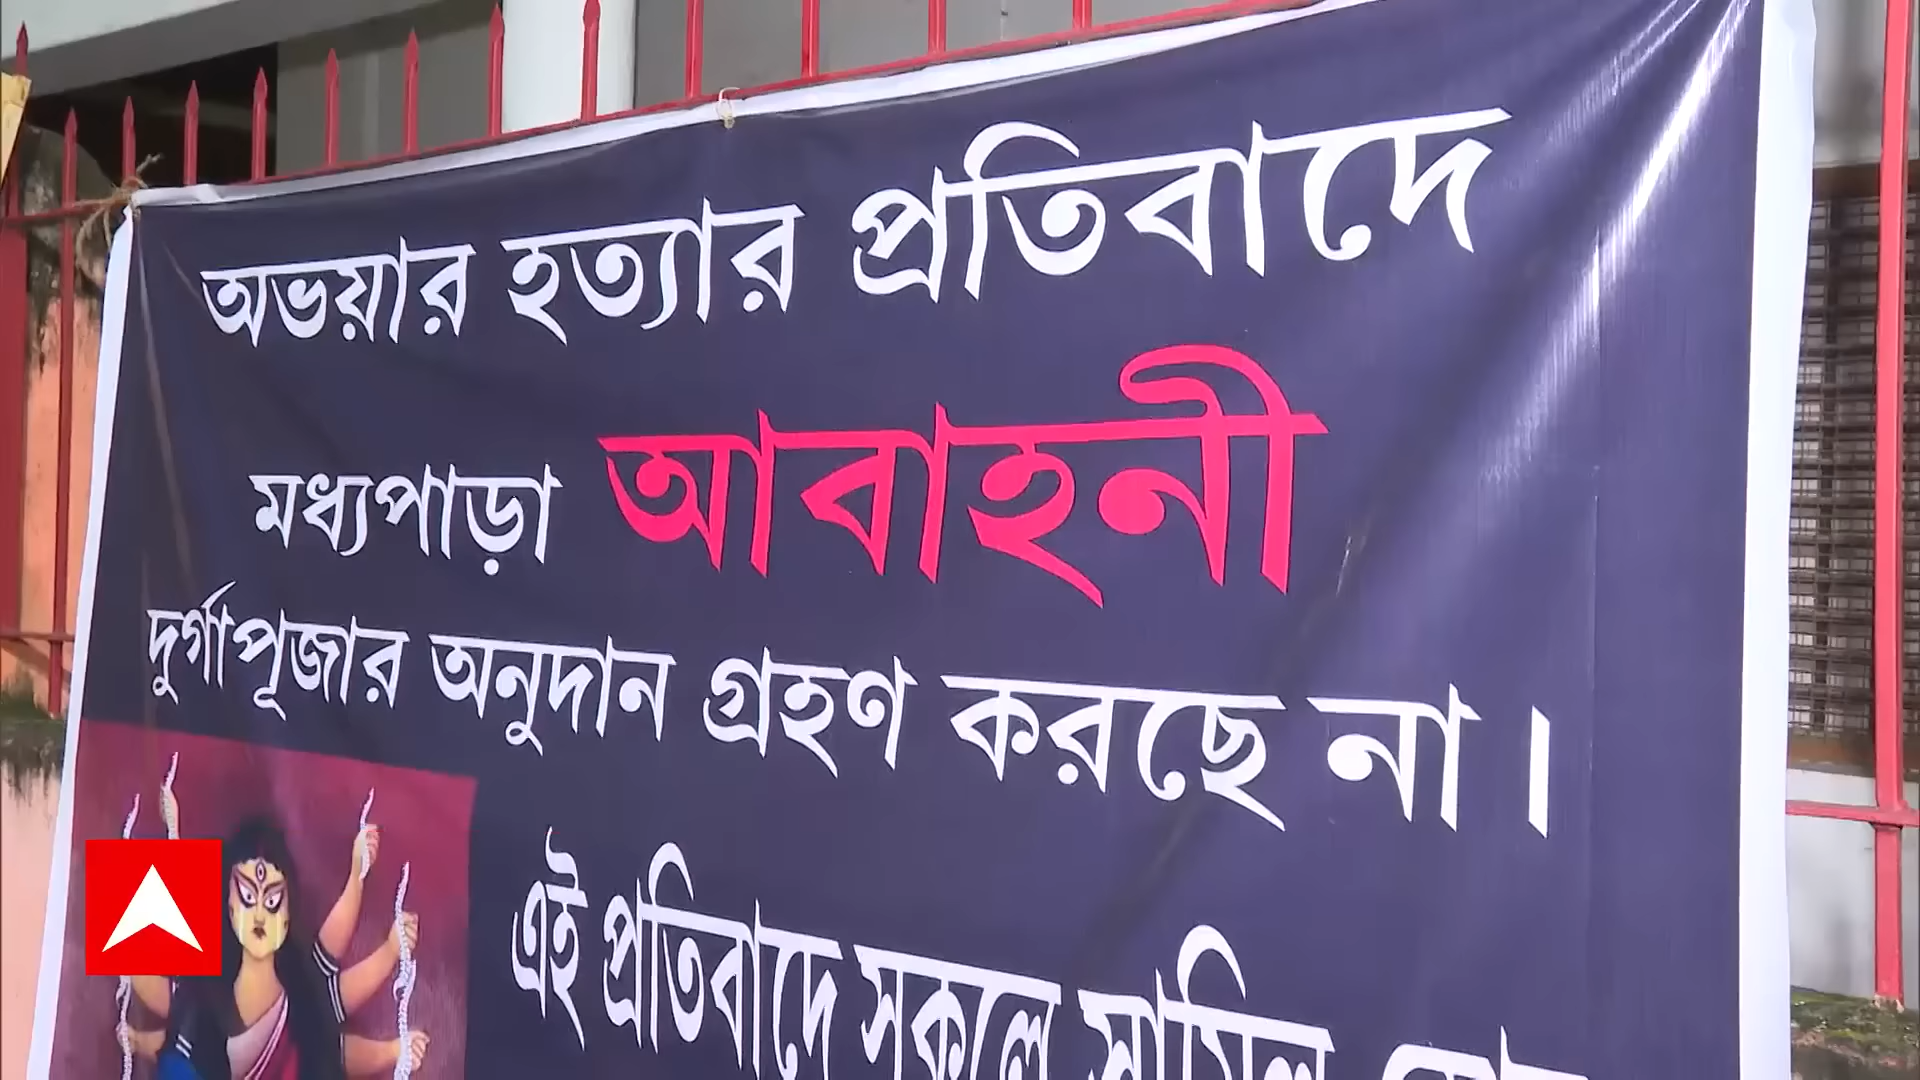 অভয়ার হত্যার প্রতিবাদে
মধ্যপাড়া আবাহনী
দুর্গাপূজার অনুদান গ্রহণ করছে না।
এই প্রতিবাদে সকলে সামিল